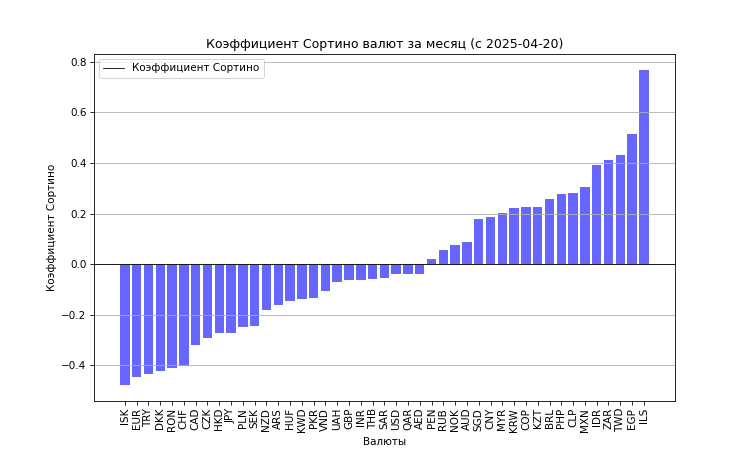 Коэффициент Сортино валют за месяц (с 2025-04-20)
Коэффициент Сортино
0.8
0.6
0.4
0.2
0.0
−0.2
−0.4
Коэффициент Сортино
ISK EUR TRY DKK RON CHF CAD CZK HKD JPY PLN SEK NZD ARS HUF KWD PKR VND UAH GBP INR THB SAR USD QAR AED PEN RUB NOK AUD SGD CNY MYR KRW COP KZT BRL PHP CLP MXN IDR ZAR TWD EGP ILS
Валюты